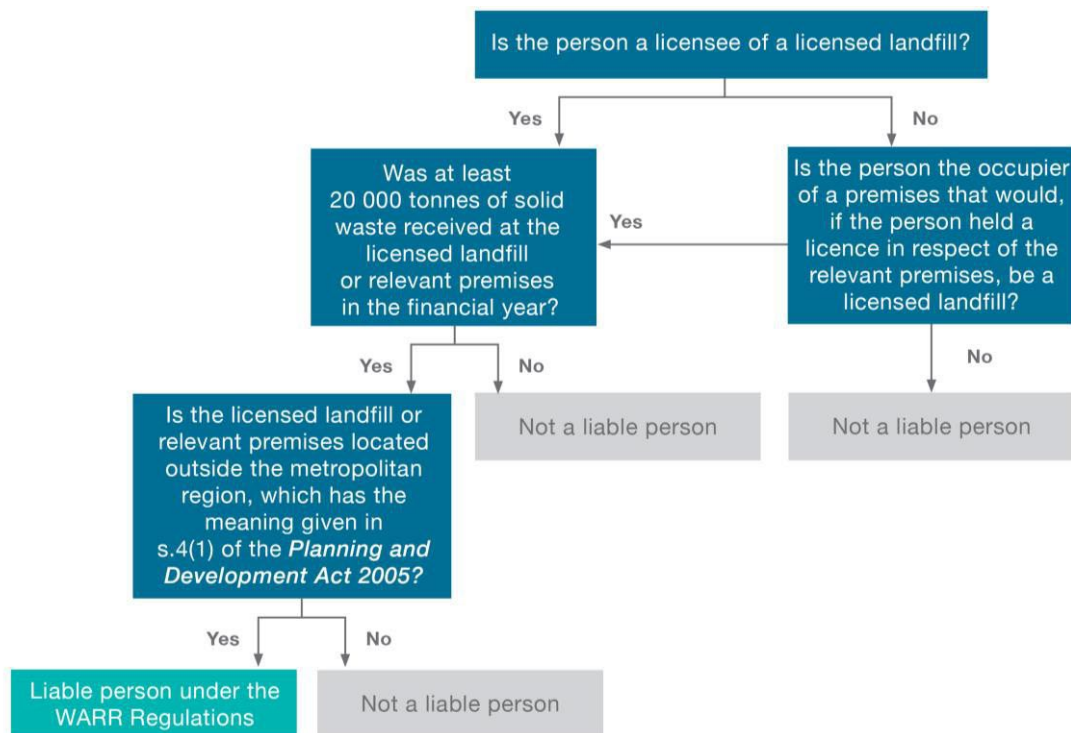 Is the person a licensee of a licensed landfill?
Yes
No
Was at least
20 000 tonnes of solid
waste received at the
licensed landfill
or relevant premises
in the financial year?
Yes
Is the person the occupier
of a premises that would,
if the person held a
licence in respect of the
relevant premises, be a
licensed landfill?
Yes
No
No
Is the licensed landfill or
relevant premises located
outside the metropolitan
region, which has the
meaning given in
s.4(1) of the Planning and
Development Act 2005?
Not a liable person
Not a liable person
Yes
No
Liable person under the
WARR Regulations
Not a liable person